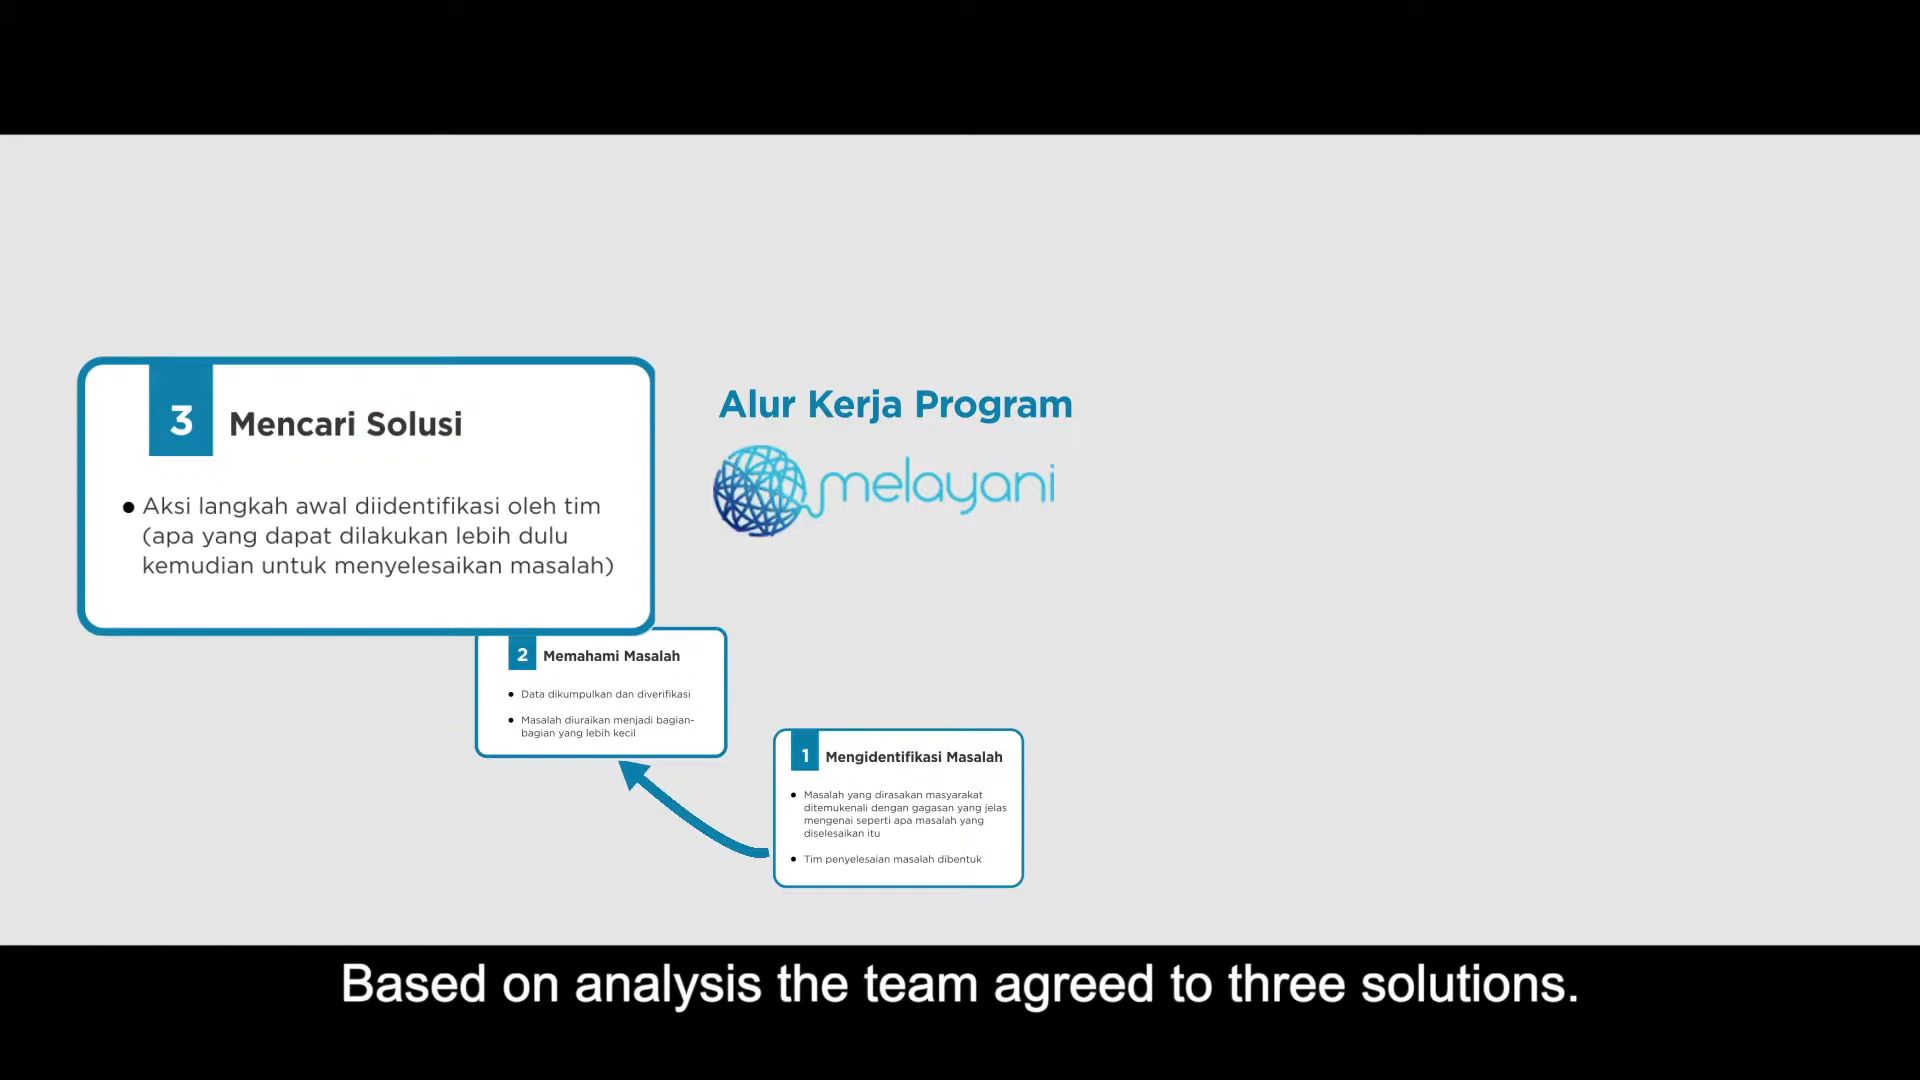 3 Mencari Solusi
● Aksi langkah awal diidentifikasi oleh tim
(apa yang dapat dilakukan lebih dulu
kemudian untuk menyelesaikan masalah)
Alur Kerja Program
melayani
2 Memahami Masalah
● Data dikumpulkan dan diverifikasi
● Masalah diuraikan menjadi bagian-
bagian yang lebih kecil
1 Mengidentifikasi Masalah
● Masalah yang dirasakan masyarakat
ditemukenali dengan gagasan yang jelas
mengenai seperti apa masalah yang
diselesaikan itu
● Tim penyelesaian masalah dibentuk
Based on analysis the team agreed to three solutions.